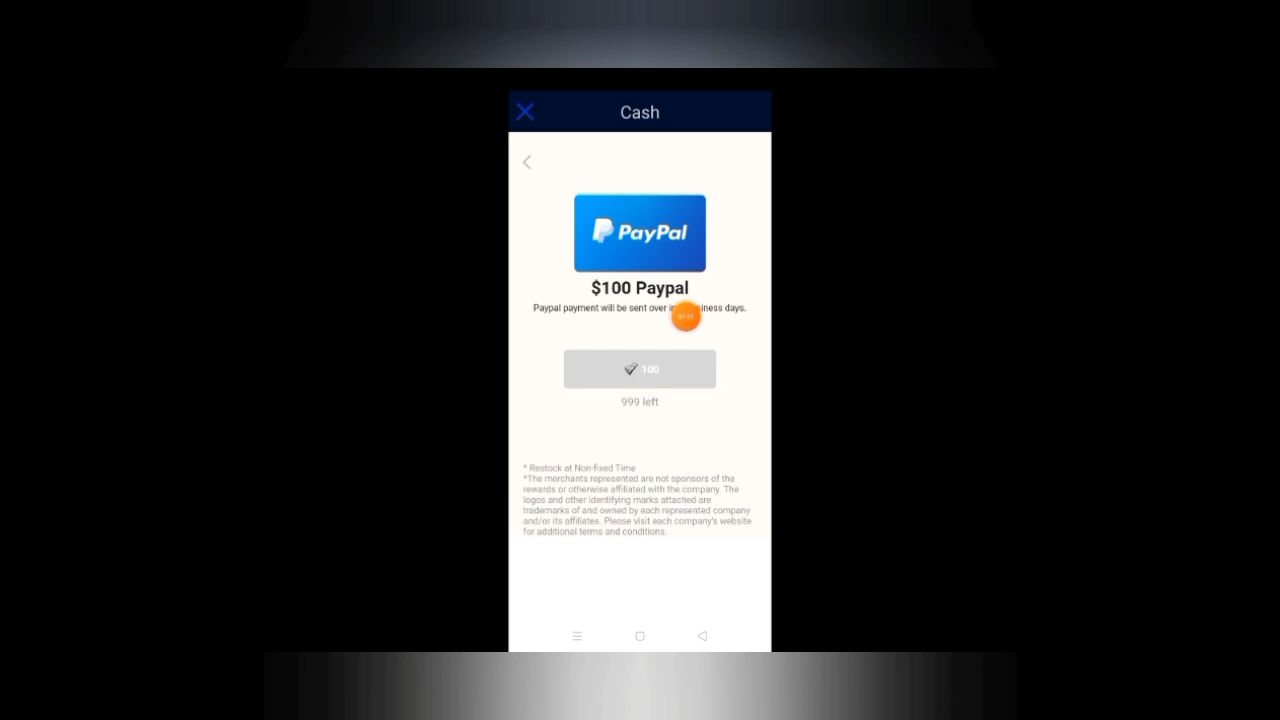 Cash
PayPal
$100 Paypal
Paypal payment will be sent over in business days.
100
999 left
* Restock at Non-fixed Time
*The merchants represented are not sponsors of the
rewards or otherwise affiliated with the company. The
logos and other identifying marks attached are
trademarks of and owned by each represented company
and/or its affiliates. Please visit each company's website
for additional terms and conditions.